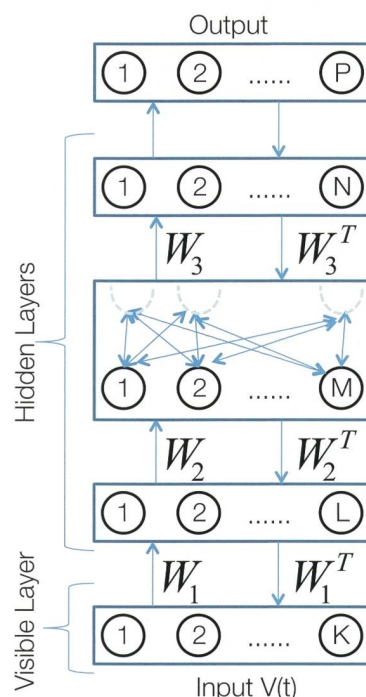 Output
1 2 ...... P
1 2 ...... N
W₃ W₃ᵀ
Hidden Layers
1 2 ...... M
W₂ W₂ᵀ
1 2 ...... L
W₁ W₁ᵀ
Visible Layer
1 2 ...... K
Input V(t)